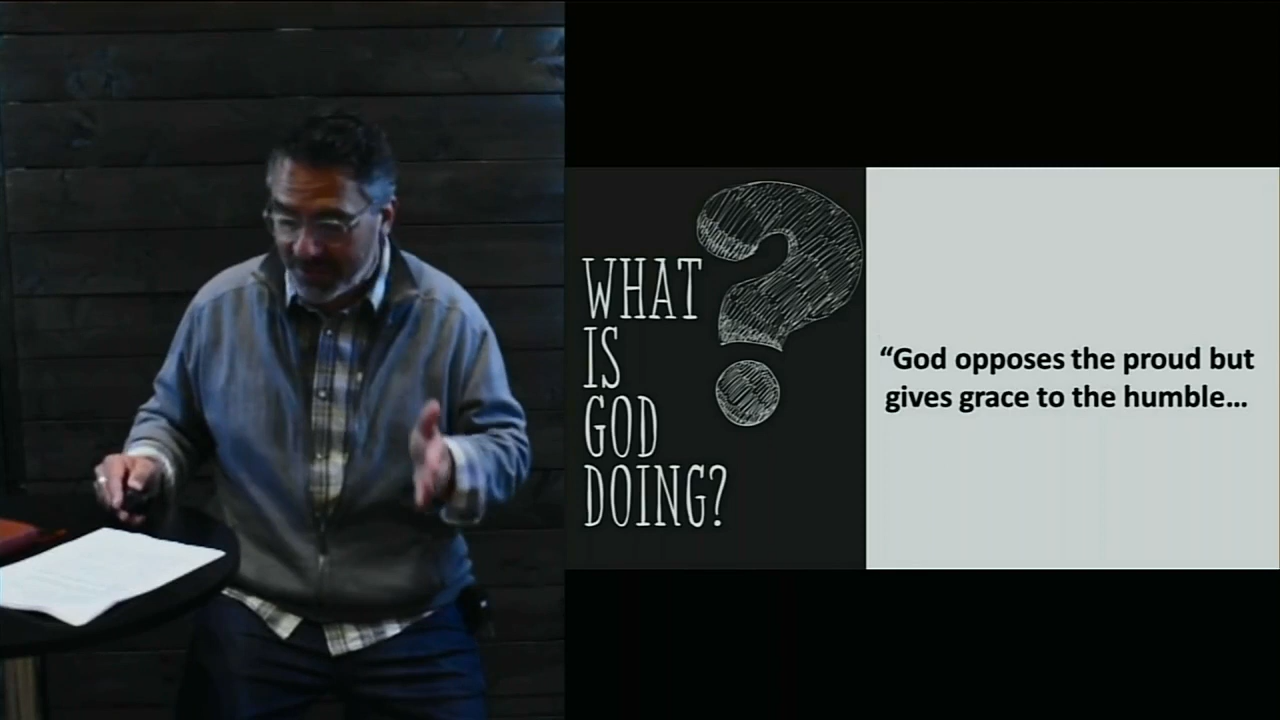 WHAT
IS
GOD
DOING?
“God opposes the proud but
gives grace to the humble…